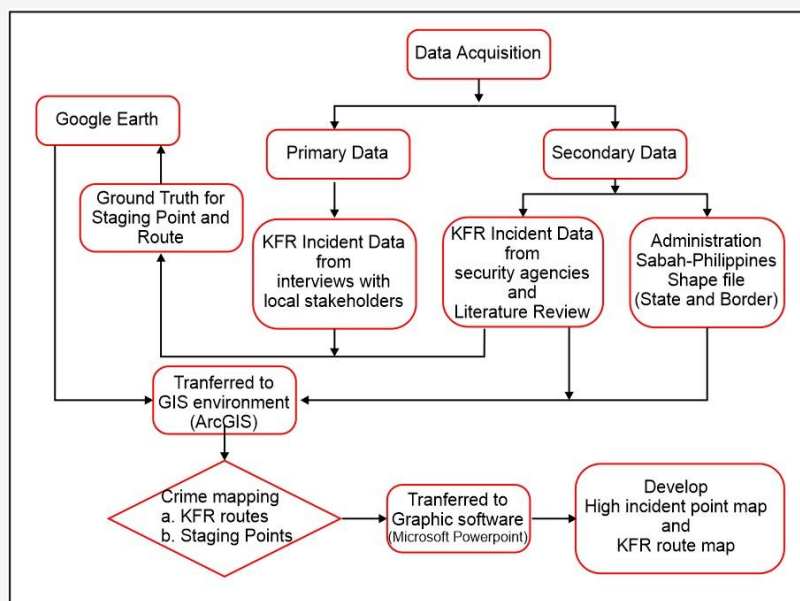 Data Acquisition
Google Earth
Primary Data
Secondary Data
Ground Truth for
Staging Point and
Route
KFR Incident Data
from
interviews with
local stakeholders
KFR Incident Data
from
security agencies
and
Literature Review
Administration
Sabah-Philippines
Shape file
(State and Border)
Tranferred to
GIS environment
(ArcGIS)
Crime mapping
a. KFR routes
b. Staging Points
Tranferred to
Graphic software
(Microsoft Powerpoint)
Develop
High incident point map
and
KFR route map